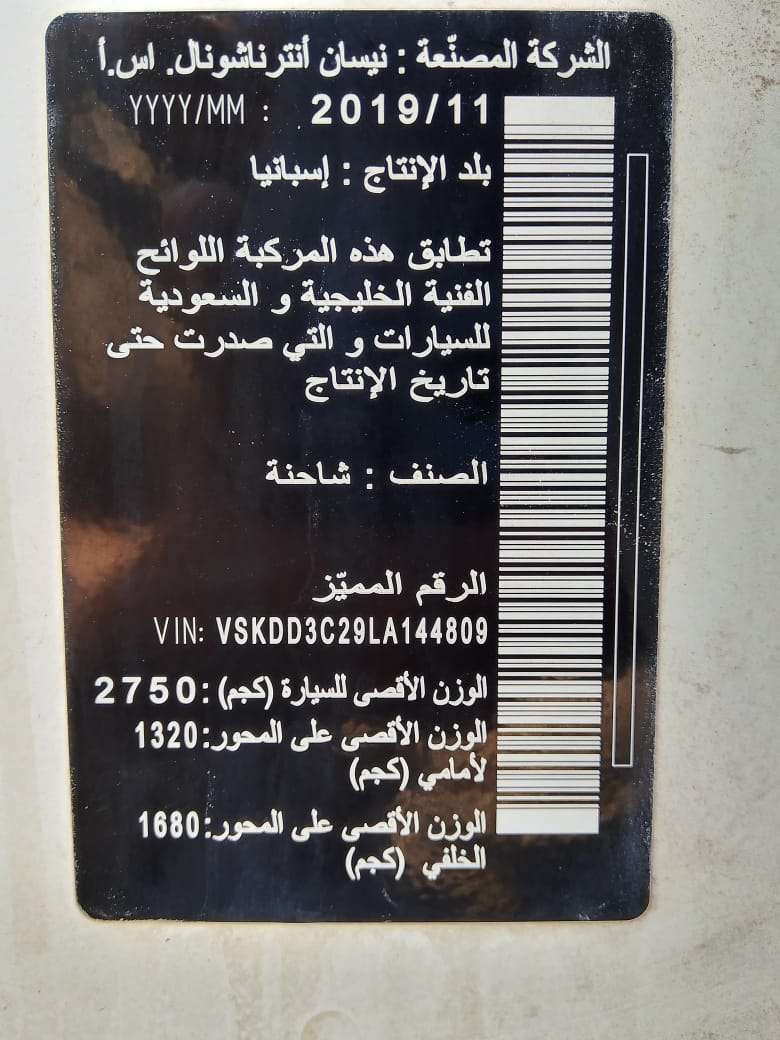 الشركة المصنّعة : نيسان أنترناشونال. اس.أ
YYYY/MM : 2019/11
بلد الإنتاج : إسبانيا
تطابق هذه المركبة اللوائح
الفنية الخليجية و السعودية
للسيارات و التي صدرت حتى
تاريخ الإنتاج
الصنف : شاحنة
الرقم المميّز
VIN: VSKDD3C29LA144809
الوزن الأقصى للسيارة (كجم) :2750
الوزن الأقصى على المحور:1320
لأمامي (كجم)
الوزن الأقصى على المحور:1680
الخلفي (كجم)